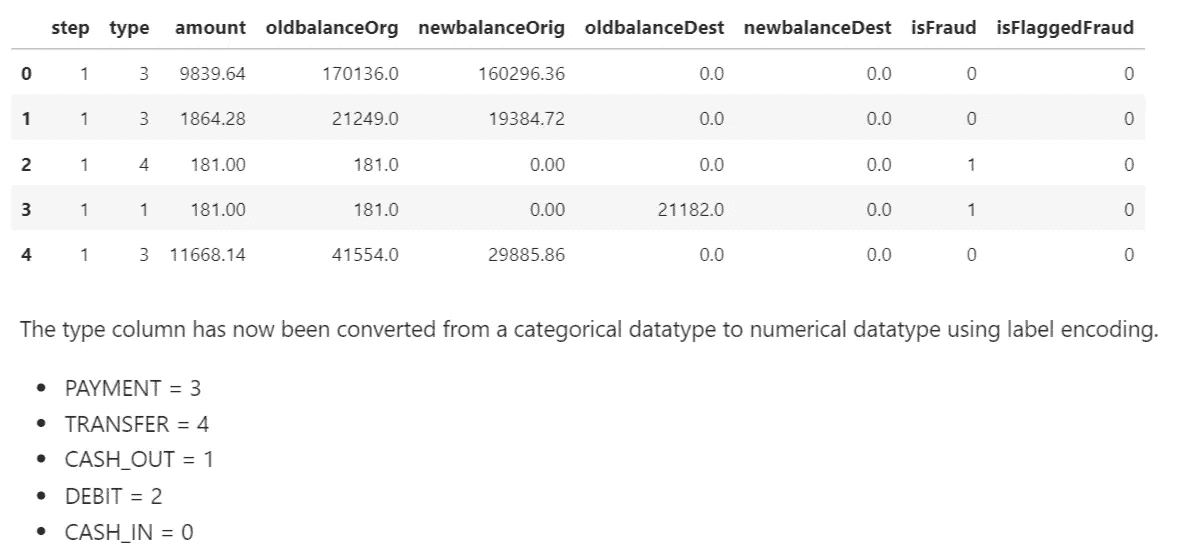 step type amount oldbalanceOrg newbalanceOrig oldbalanceDest newbalanceDest isFraud isFlaggedFraud
0 1 3 9839.64 170136.0 160296.36 0.0 0.0 0 0
1 1 3 1864.28 21249.0 19384.72 0.0 0.0 0 0
2 1 4 181.00 181.0 0.00 0.0 0.0 1 0
3 1 1 181.00 181.0 0.00 21182.0 0.0 1 0
4 1 3 11668.14 41554.0 29885.86 0.0 0.0 0 0
The type column has now been converted from a categorical datatype to numerical datatype using label encoding.
• PAYMENT = 3
• TRANSFER = 4
• CASH_OUT = 1
• DEBIT = 2
• CASH_IN = 0